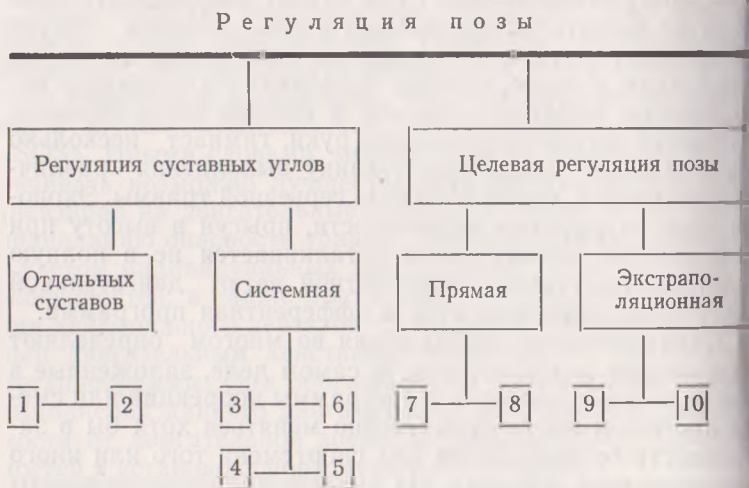 Регуляция позы
Регуляция суставных углов
Целевая регуляция позы
Отдельных
суставов
Системная
Прямая
Экстрапо-
ляционная
1 2 3 6 7 8 9 10
4 5